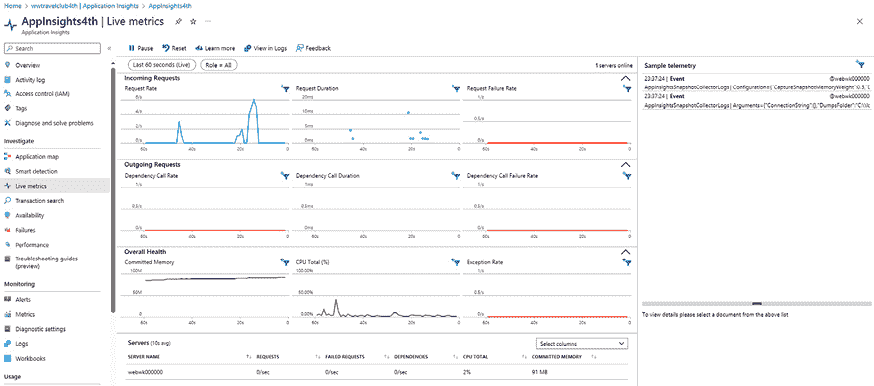 Home > wwtravelclub4th | Application Insights > AppInsights4th >
AppInsights4th | Live metrics
Application Insights
Search
Pause Reset Learn more View in Logs Feedback
Overview
Activity log
Access control (IAM)
Tags
Diagnose and solve problems
Investigate
Application map
Smart detection
Live metrics
Transaction search
Availability
Failures
Performance
Troubleshooting guides
(preview)
Monitoring
Alerts
Metrics
Diagnostic settings
Logs
Workbooks
Usage
Last 60 seconds (Live) Role = All
1 servers online
Incoming Requests
Request Rate Request Duration Request Failure Rate
6/s 20ms 1/s
4/s 10ms 0.5/s
2/s
0/s 0ms 0/s
60s 40s 20s 0 60s 40s 20s 0 60s 40s 20s 0
Outgoing Requests
Dependency Call Rate Dependency Call Duration Dependency Call Failure Rate
1/s 1ms 1/s
0.5/s 0.5ms 0.5/s
0/s 0ms 0/s
60s 40s 20s 0 60s 40s 20s 0 60s 40s 20s 0
Overall Health
Committed Memory CPU Total (%) Exception Rate
100M 100.00% 1/s
50M 50.00% 0.5/s
0 0.00% 0/s
60s 40s 20s 0 60s 40s 20s 0 60s 40s 20s 0
Servers (10s avg)
Select columns
SERVER NAME REQUESTS FAILED REQUESTS DEPENDENCIES CPU TOTAL COMMITTED MEMORY
webwk000000 0/sec 0/sec 0/sec 2% 91 MB
Sample telemetry
23:37:24 | Event @webwk000000
AppInsightsSnapshotCollectorLogs | Configuration={"CaptureSnapshotMemoryWeight":0.5,"C
23:37:24 | Event @webwk000000
AppInsightsSnapshotCollectorLogs | Arguments={"ConnectionString":{},"DumpsFolder":"C:\\lo
To view details please select a document from the above list